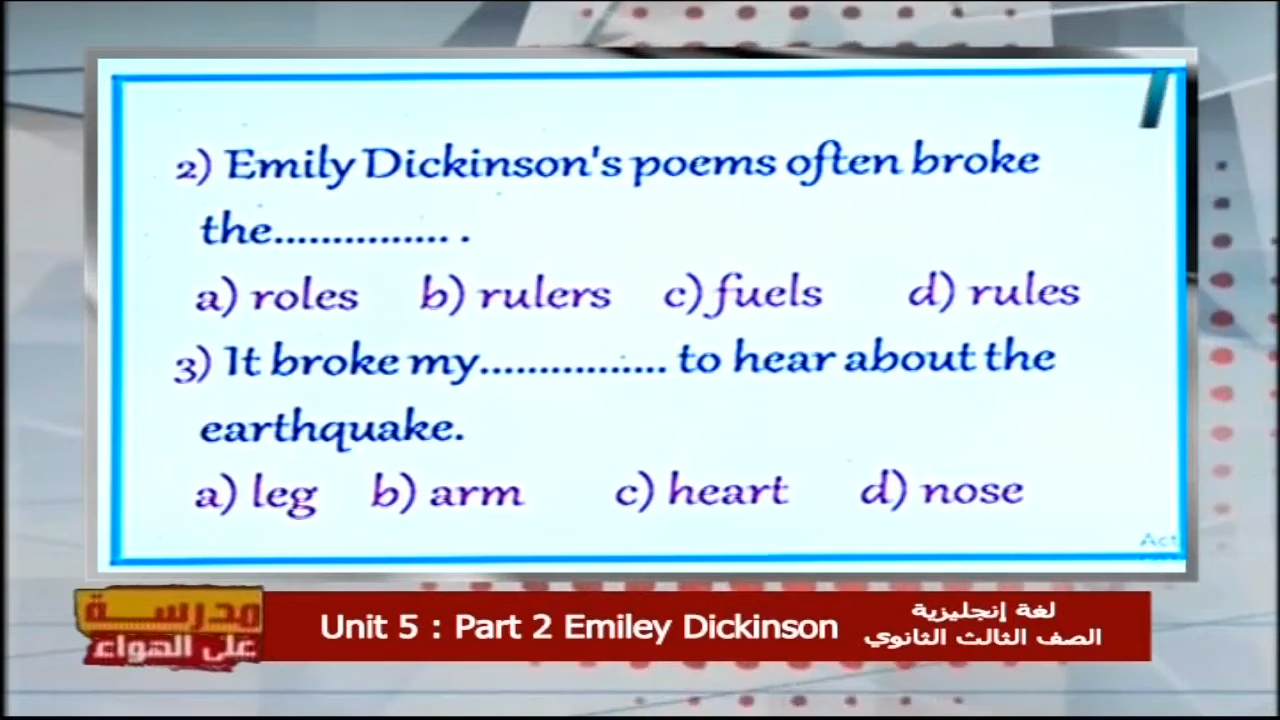 2) Emily Dickinson's poems often broke
the............... .
a) roles b) rulers c) fuels d) rules
3) It broke my................ to hear about the
earthquake.
a) leg b) arm c) heart d) nose
Act
مدرسة
على الهواء
Unit 5 : Part 2 Emiley Dickinson
لغة إنجليزية
الصف الثالث الثانوي